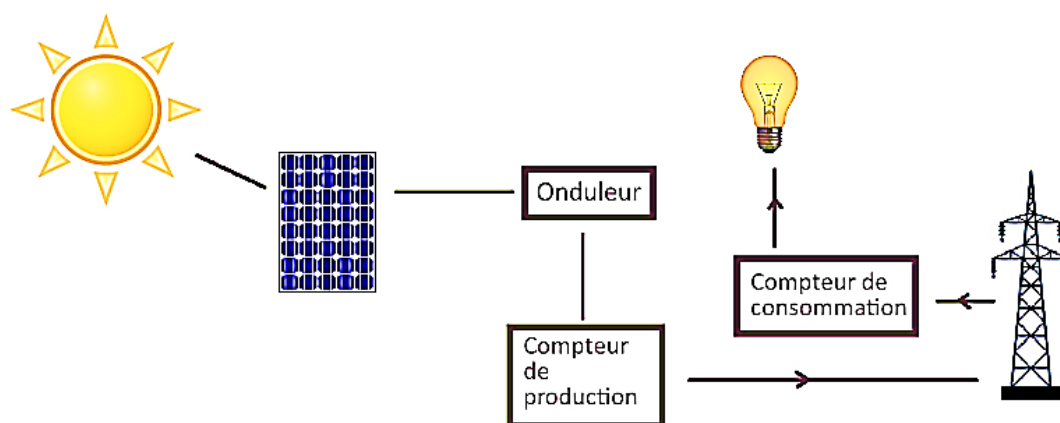 Onduleur
Compteur de
consommation
Compteur
de
production